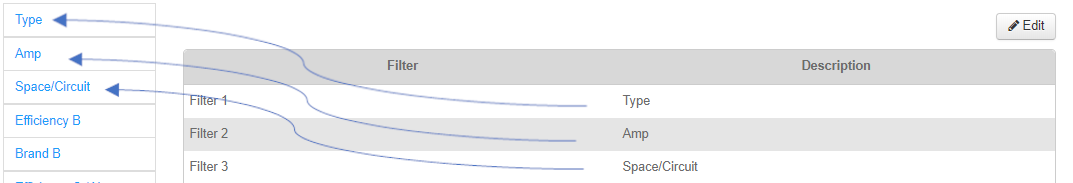 Type
Amp
Space/Circuit
Efficiency B
Brand B
Edit
Filter Description
Filter 1 Type
Filter 2 Amp
Filter 3 Space/Circuit